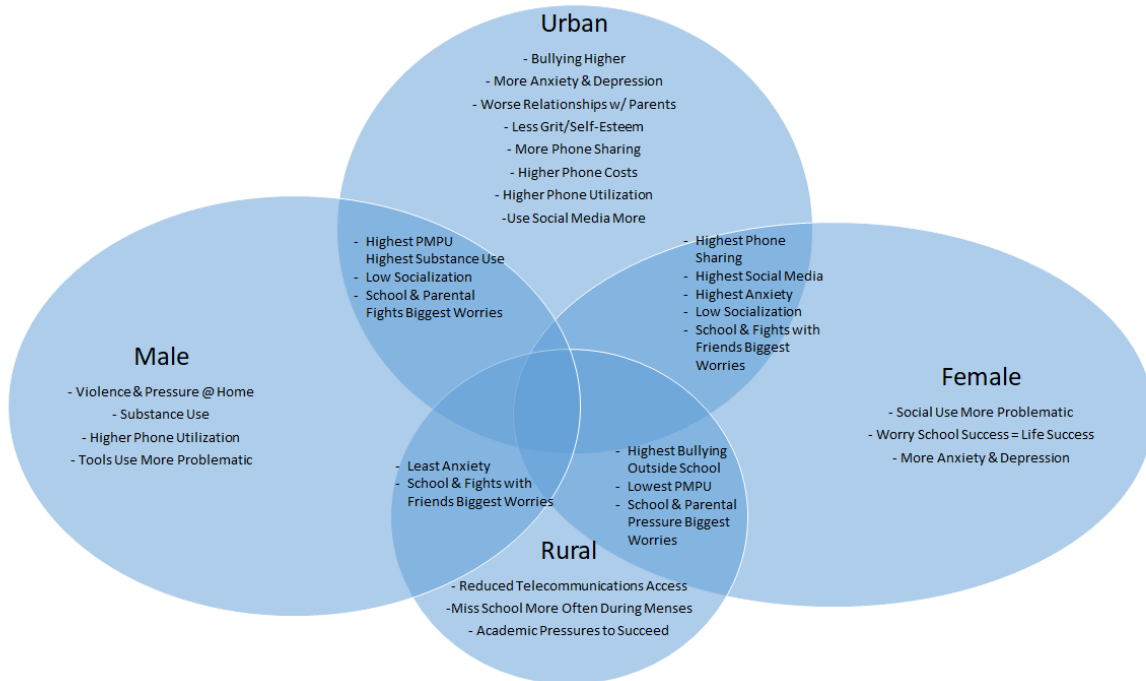 Urban
- Bullying Higher
- More Anxiety & Depression
- Worse Relationships w/ Parents
- Less Grit/Self-Esteem
- More Phone Sharing
- Higher Phone Costs
- Higher Phone Utilization
-Use Social Media More
- Highest PMPU
Highest Substance Use
- Low Socialization
- School & Parental
Fights Biggest Worries
- Highest Phone
Sharing
- Highest Social Media
- Highest Anxiety
- Low Socialization
- School & Fights with
Friends Biggest
Worries
Male
- Violence & Pressure @ Home
- Substance Use
- Higher Phone Utilization
- Tools Use More Problematic
Female
- Social Use More Problematic
- Worry School Success = Life Success
- More Anxiety & Depression
- Least Anxiety
- School & Fights with
Friends Biggest Worries
- Highest Bullying
Outside School
- Lowest PMPU
- School & Parental
Pressure Biggest
Worries
Rural
- Reduced Telecommunications Access
-Miss School More Often During Menses
- Academic Pressures to Succeed